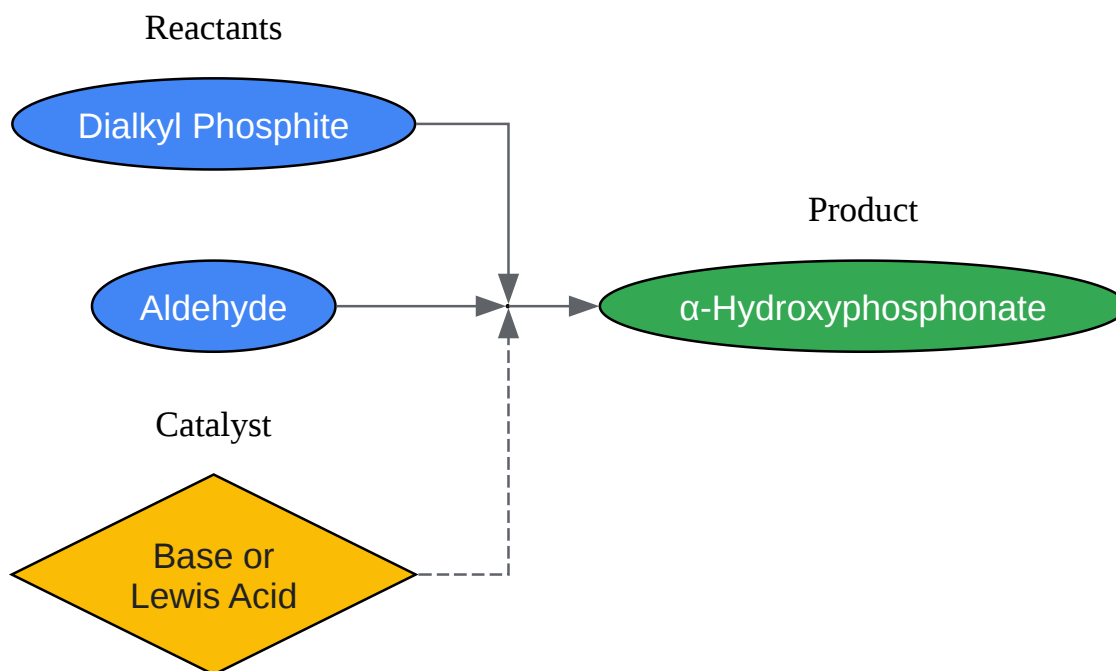 Reactants
Dialkyl Phosphite
Product
Aldehyde
α-Hydroxyphosphonate
Catalyst
Base or
Lewis Acid